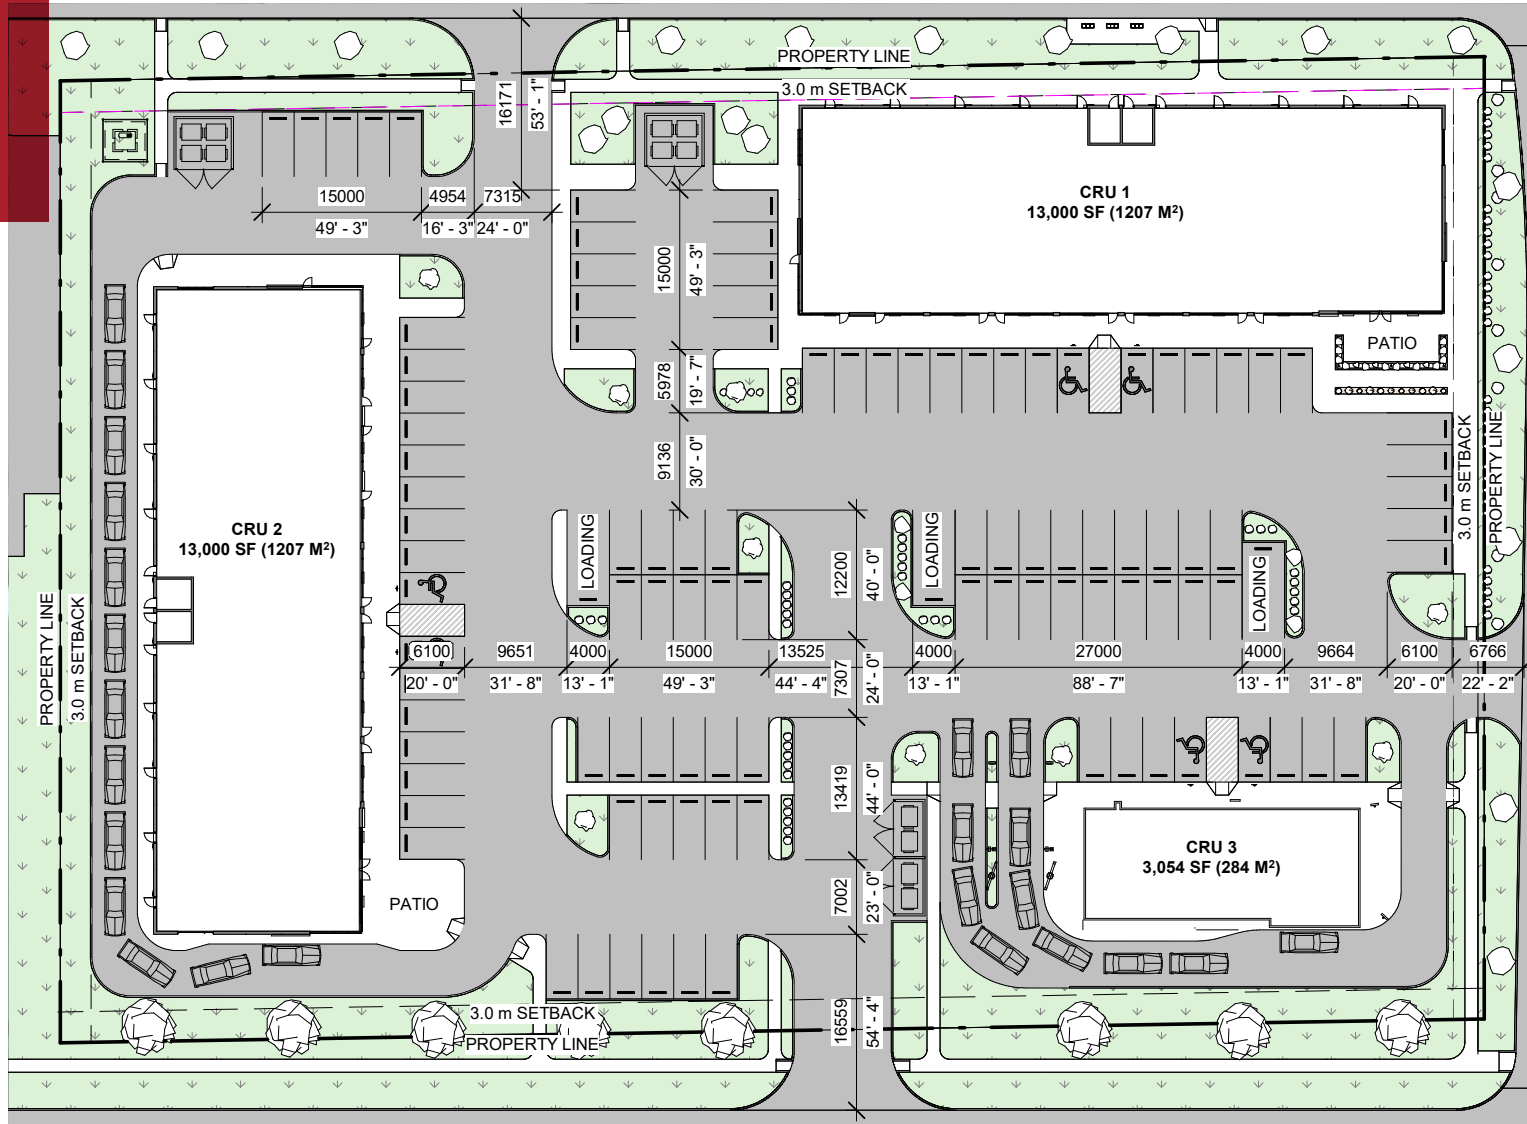 PROPERTY LINE
3.0 m SETBACK
16171
53' - 1"
15000
4954
7315
49' - 3"
16' - 3"
24' - 0"
CRU 1
13,000 SF (1207 M²)
15000
49' - 3"
PATIO
5978
19' - 7"
9136
30' - 0"
3.0 m SETBACK
PROPERTY LINE
CRU 2
13,000 SF (1207 M²)
LOADING
12200
40' - 0"
LOADING
LOADING
PROPERTY LINE
3.0 m SETBACK
6100
9651
4000
15000
13525
4000
27000
4000
9664
6100
6766
20' - 0"
31' - 8"
13' - 1"
49' - 3"
44' - 4"
7307
24' - 0"
13' - 1"
88' - 7"
13' - 1"
31' - 8"
20' - 0"
22' - 2"
13419
44' - 0"
CRU 3
3,054 SF (284 M²)
PATIO
7002
23' - 0"
3.0 m SETBACK
PROPERTY LINE
16559
54' - 4"